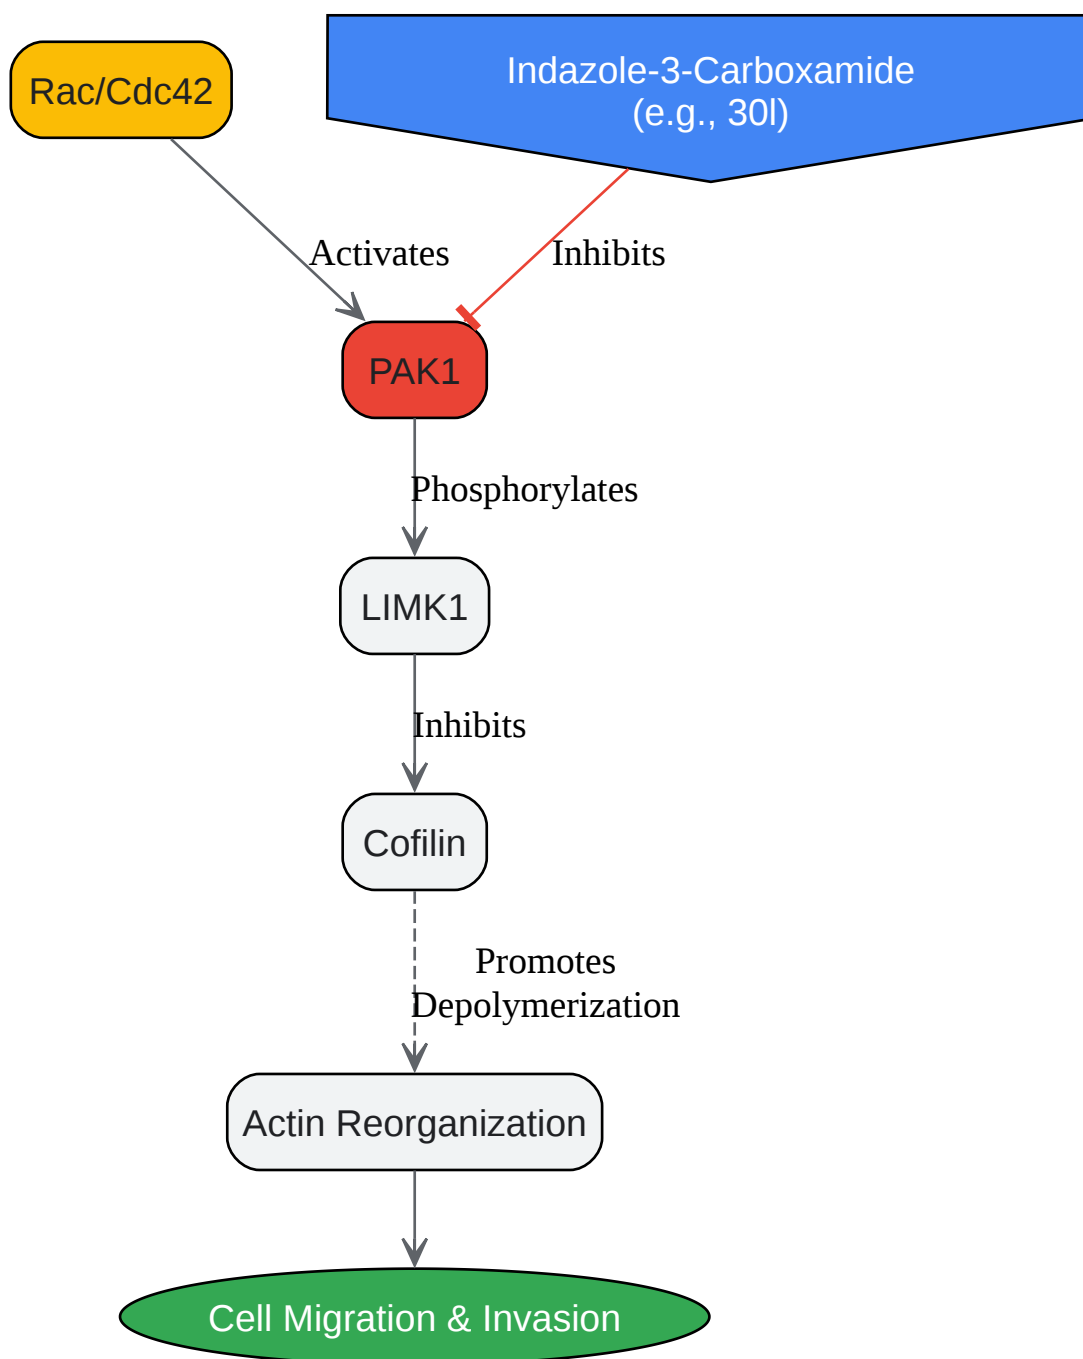 Rac/Cdc42
Indazole-3-Carboxamide
(e.g., 30l)
Activates
Inhibits
PAK1
Phosphorylates
LIMK1
Inhibits
Cofilin
Promotes
Depolymerization
Actin Reorganization
Cell Migration & Invasion